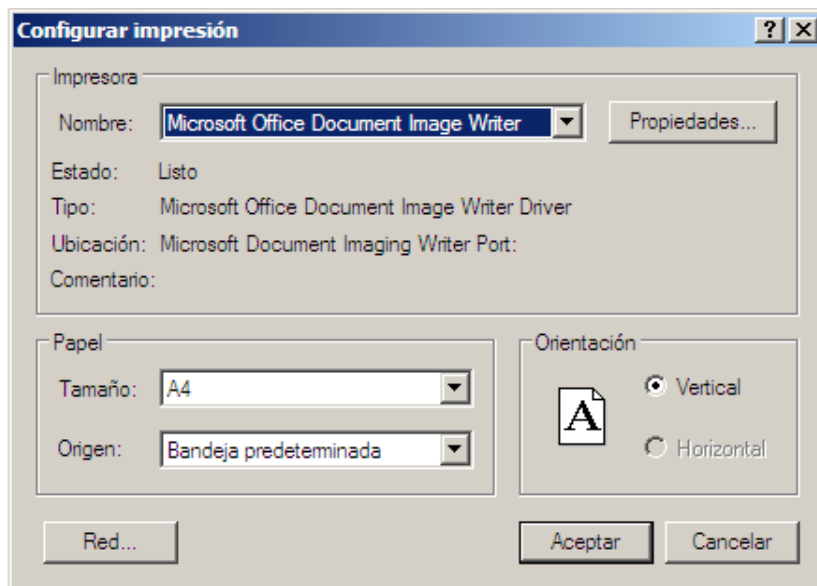 Configurar impresión
Impresora
Nombre: Microsoft Office Document Image Writer Propiedades...
Estado: Listo
Tipo: Microsoft Office Document Image Writer Driver
Ubicación: Microsoft Document Imaging Writer Port:
Comentario:
Papel
Tamaño: A4
Origen: Bandeja predeterminada
Orientación
A
Vertical
Horizontal
Red... Aceptar Cancelar